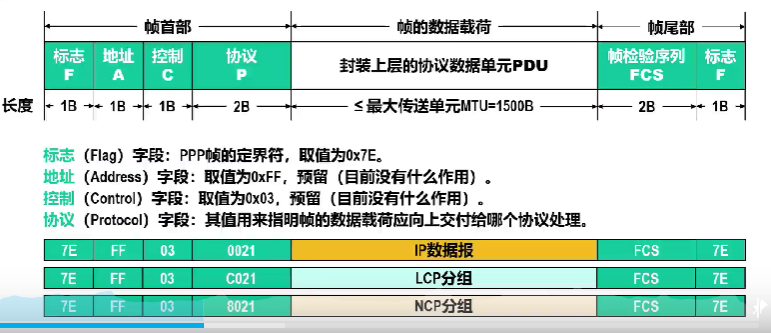 帧首部 帧的数据载荷 帧尾部
标志 地址 控制 协议 封装上层的协议数据单元PDU 帧检验序列 标志
F A C P FCS F
长度 1B 1B 1B 2B ≤最大传送单元MTU=1500B 2B 1B
标志（Flag）字段：PPP帧的定界符，取值为0x7E。
地址（Address）字段：取值为0xFF，预留（目前没有什么作用）。
控制（Control）字段：取值为0x03，预留（目前没有什么作用）。
协议（Protocol）字段：其值用来指明帧的数据载荷应向上交付给哪个协议处理。
7E FF 03 0021 IP数据报 FCS 7E
7E FF 03 C021 LCP分组 FCS 7E
7E FF 03 8021 NCP分组 FCS 7E